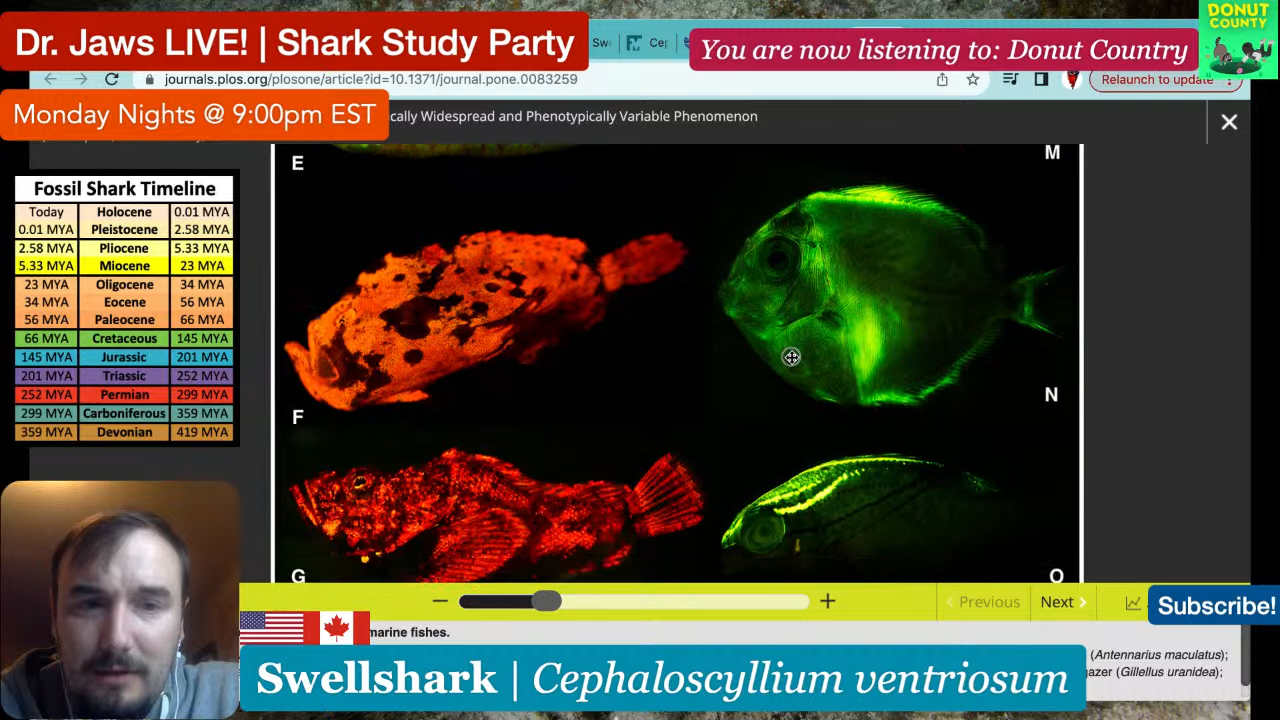 Dr. Jaws LIVE! | Shark Study Party
Swe
Cep
You are now listening to: Donut Country
DONUT
COUNTY
journals.plos.org/plosone/article?id=10.1371/journal.pone.0083259
Relaunch to update
Monday Nights @ 9:00pm EST
cally Widespread and Phenotypically Variable Phenomenon
E
M
Fossil Shark Timeline
Today Holocene 0.01 MYA
0.01 MYA Pleistocene 2.58 MYA
2.58 MYA Pliocene 5.33 MYA
5.33 MYA Miocene 23 MYA
23 MYA Oligocene 34 MYA
34 MYA Eocene 56 MYA
56 MYA Paleocene 66 MYA
66 MYA Cretaceous 145 MYA
145 MYA Jurassic 201 MYA
201 MYA Triassic 252 MYA
252 MYA Permian 299 MYA
299 MYA Carboniferous 359 MYA
359 MYA Devonian 419 MYA
F
N
G
O
Previous
Next
Subscribe!
marine fishes.
(Antennarius maculatus);
azer (Gillellus uranidea);
Swellshark | Cephaloscyllium ventriosum